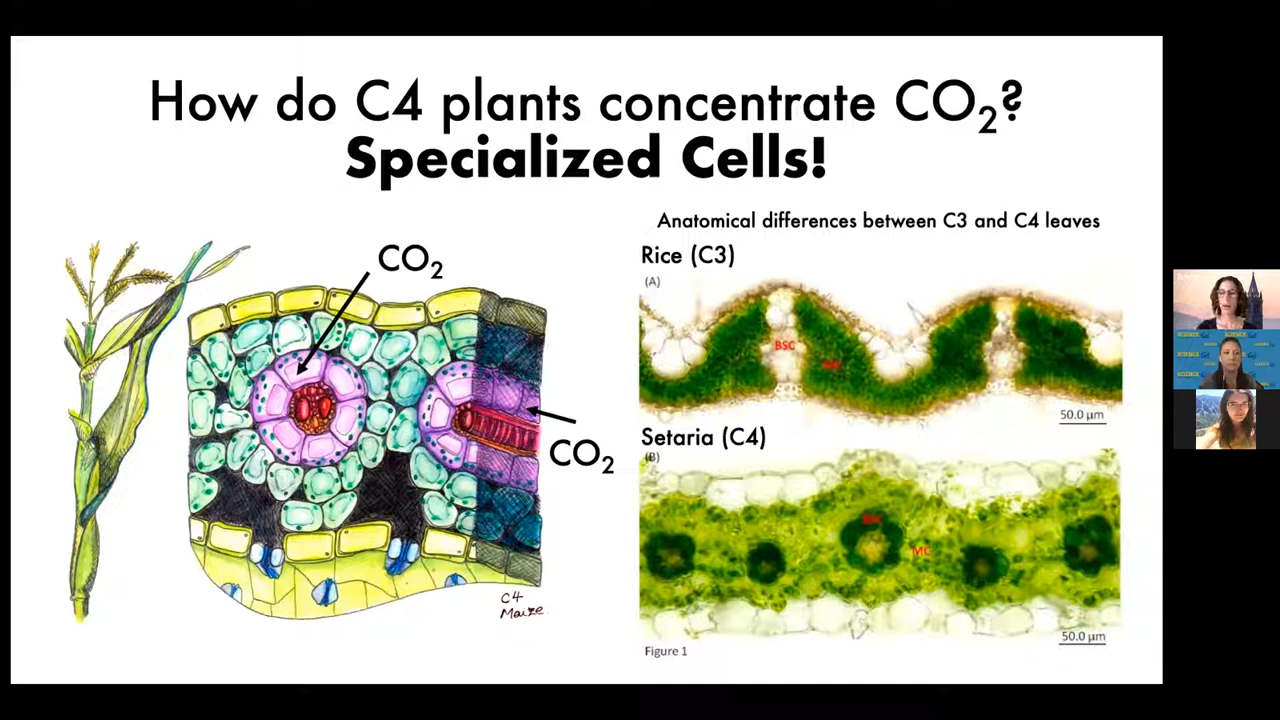 How do C4 plants concentrate CO₂?
Specialized Cells!
Anatomical differences between C3 and C4 leaves
CO₂
CO₂
C4
Maize
Rice (C3)
(A)
BSC
50.0 µm
Setaria (C4)
(B)
MC
50.0 µm
Figure 1